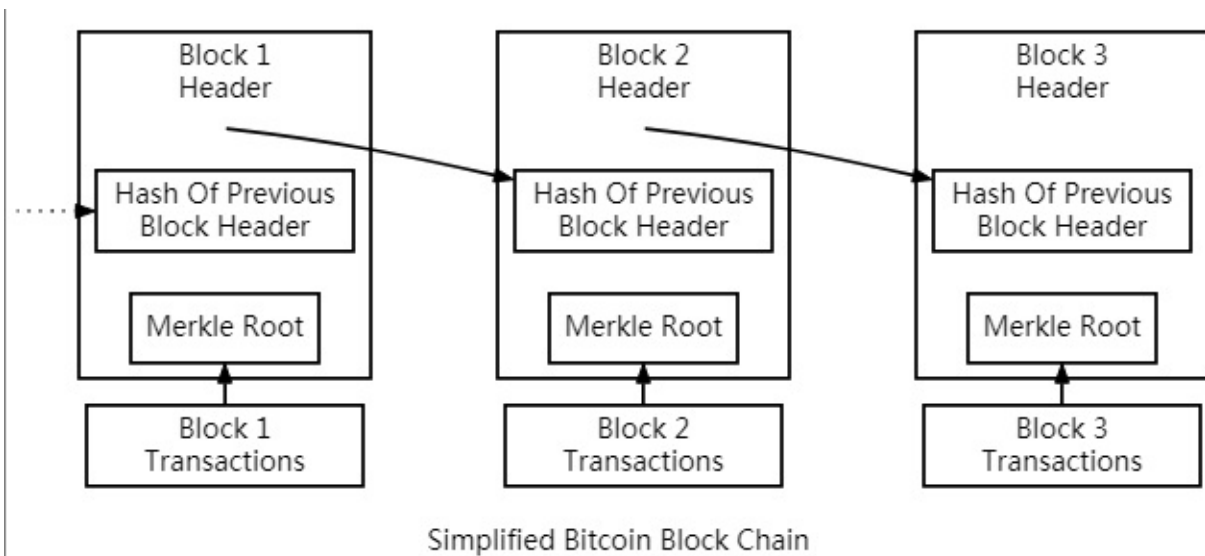 Block 1
Header
Block 2
Header
Block 3
Header
Hash Of Previous
Block Header
Hash Of Previous
Block Header
Hash Of Previous
Block Header
Merkle Root
Merkle Root
Merkle Root
Block 1
Transactions
Block 2
Transactions
Block 3
Transactions
Simplified Bitcoin Block Chain